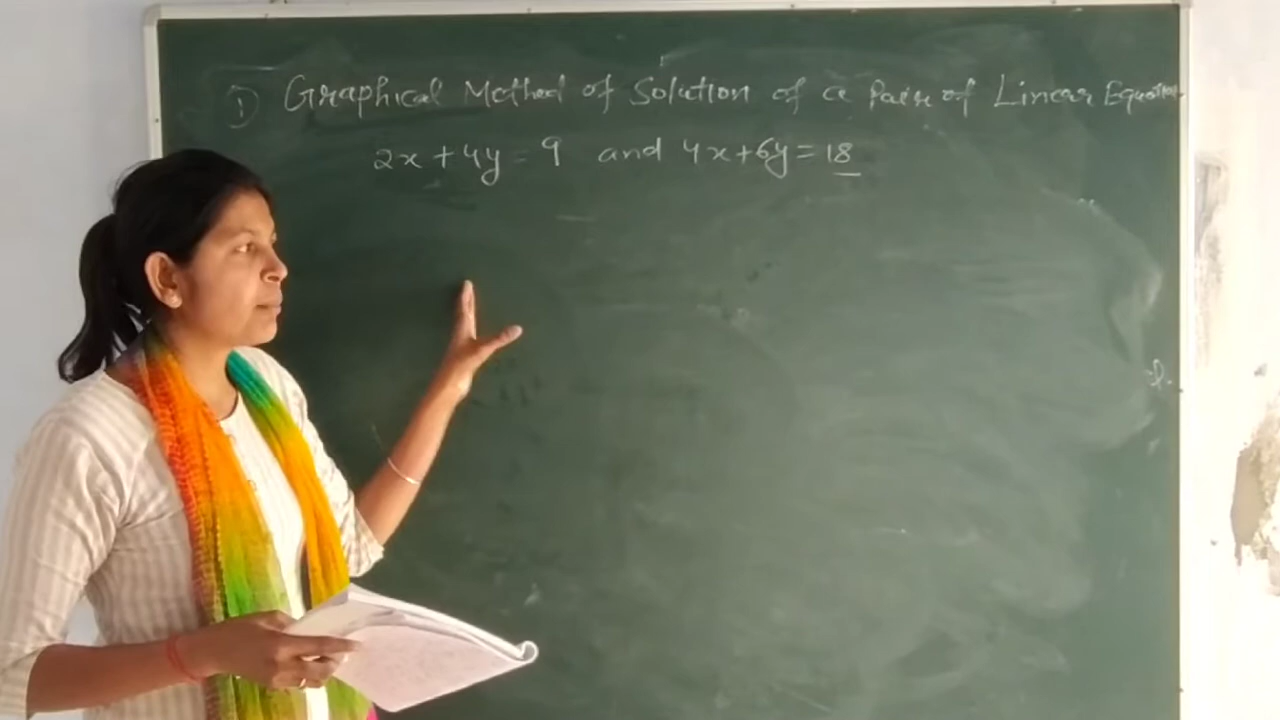 ① Graphical Method of Solution of a Pair of Linear Equation
2x + 4y = 9 and 4x + 6y = 18